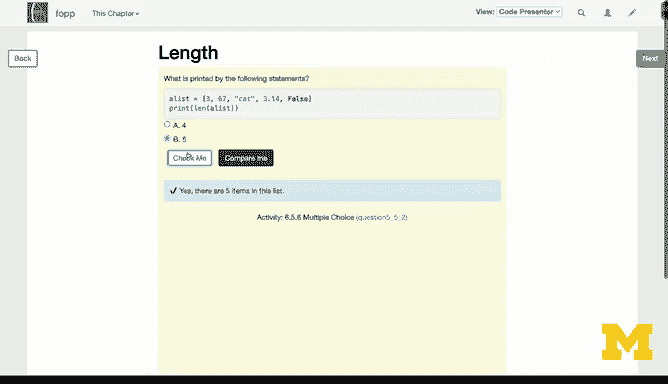 fopp
This Chapter
View: Code Presenter
Back
Next
Length
What is printed by the following statements?
alist = [3, 67, "cat", 3.14, False]
print(len(alist))
A. 4
B. 5
Check Me
Compare me
✔ Yes, there are 5 items in this list.
Activity: 6.5.6 Multiple Choice (question5_5_2)
M